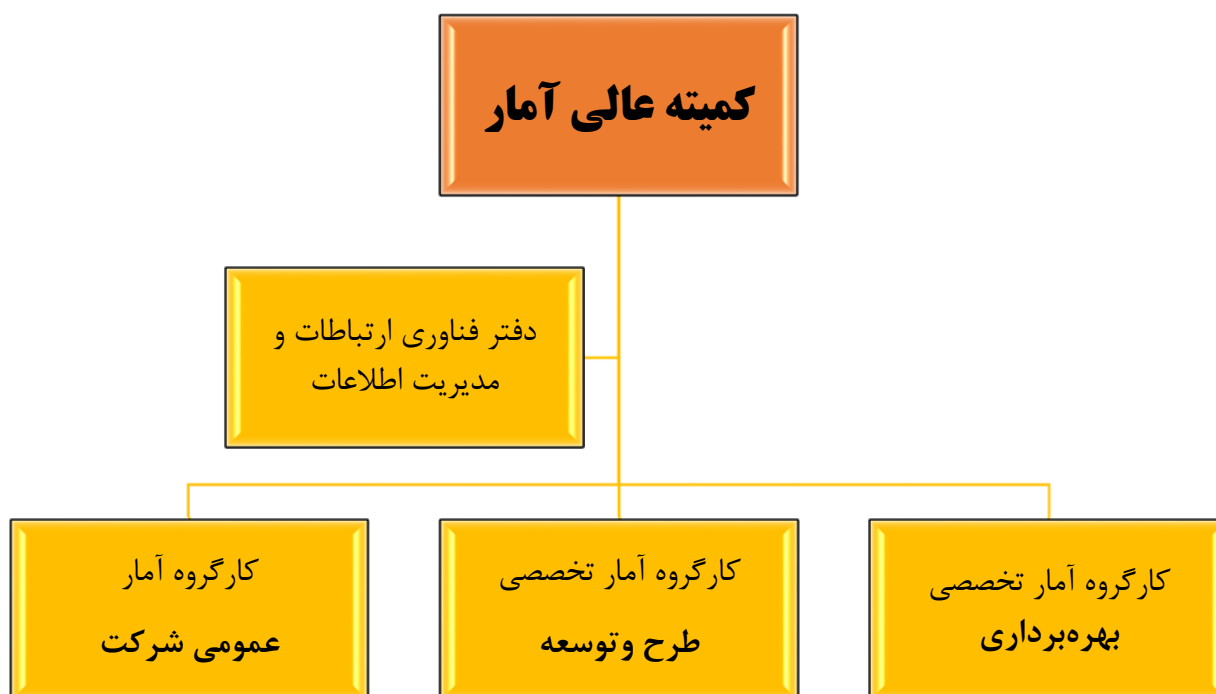 کمیته عالی آمار
دفتر فناوری ارتباطات و
مدیریت اطلاعات
کارگروه آمار تخصصی
بهره‌برداری
کارگروه آمار تخصصی
طرح وتوسعه
کارگروه آمار
عمومی شرکت